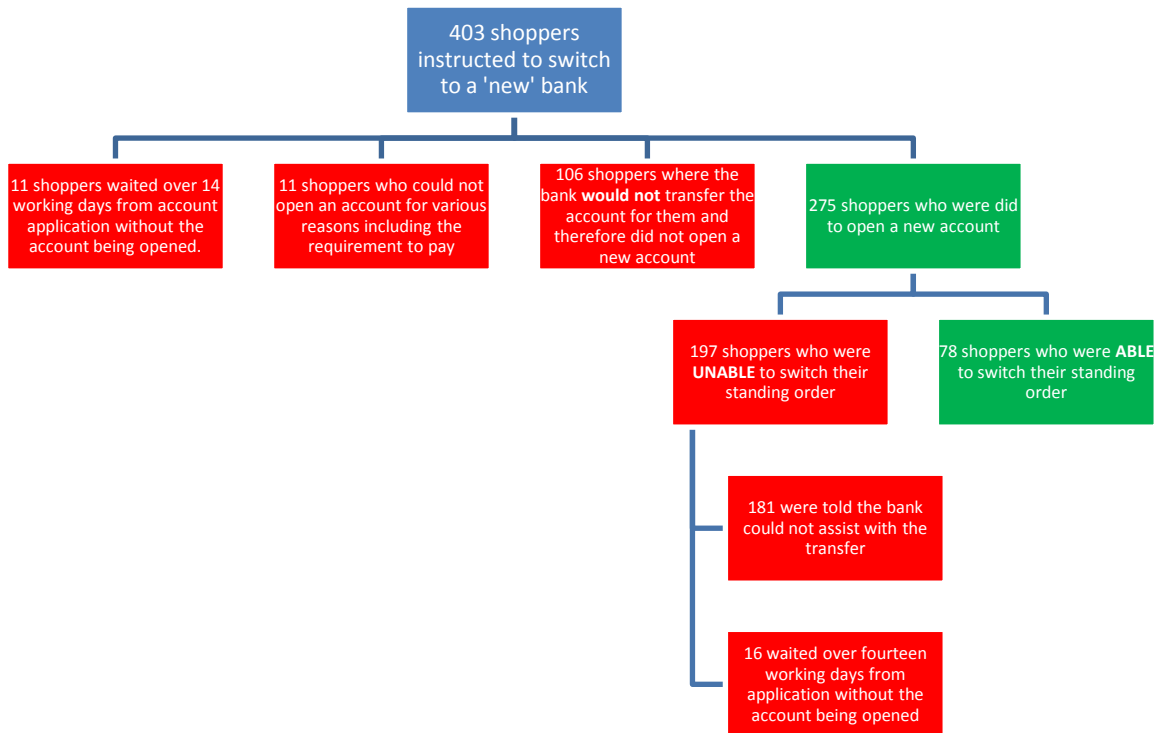 403 shoppers
instructed to switch
to a 'new' bank
11 shoppers waited over 14
working days from account
application without the
account being opened.
11 shoppers who could not
open an account for various
reasons including the
requirement to pay
106 shoppers where the
bank would not transfer the
account for them and
therefore did not open a
new account
275 shoppers who were did
to open a new account
197 shoppers who were
UNABLE to switch their
standing order
78 shoppers who were ABLE
to switch their standing
order
181 were told the bank
could not assist with the
transfer
16 waited over fourteen
working days from
application without the
account being opened